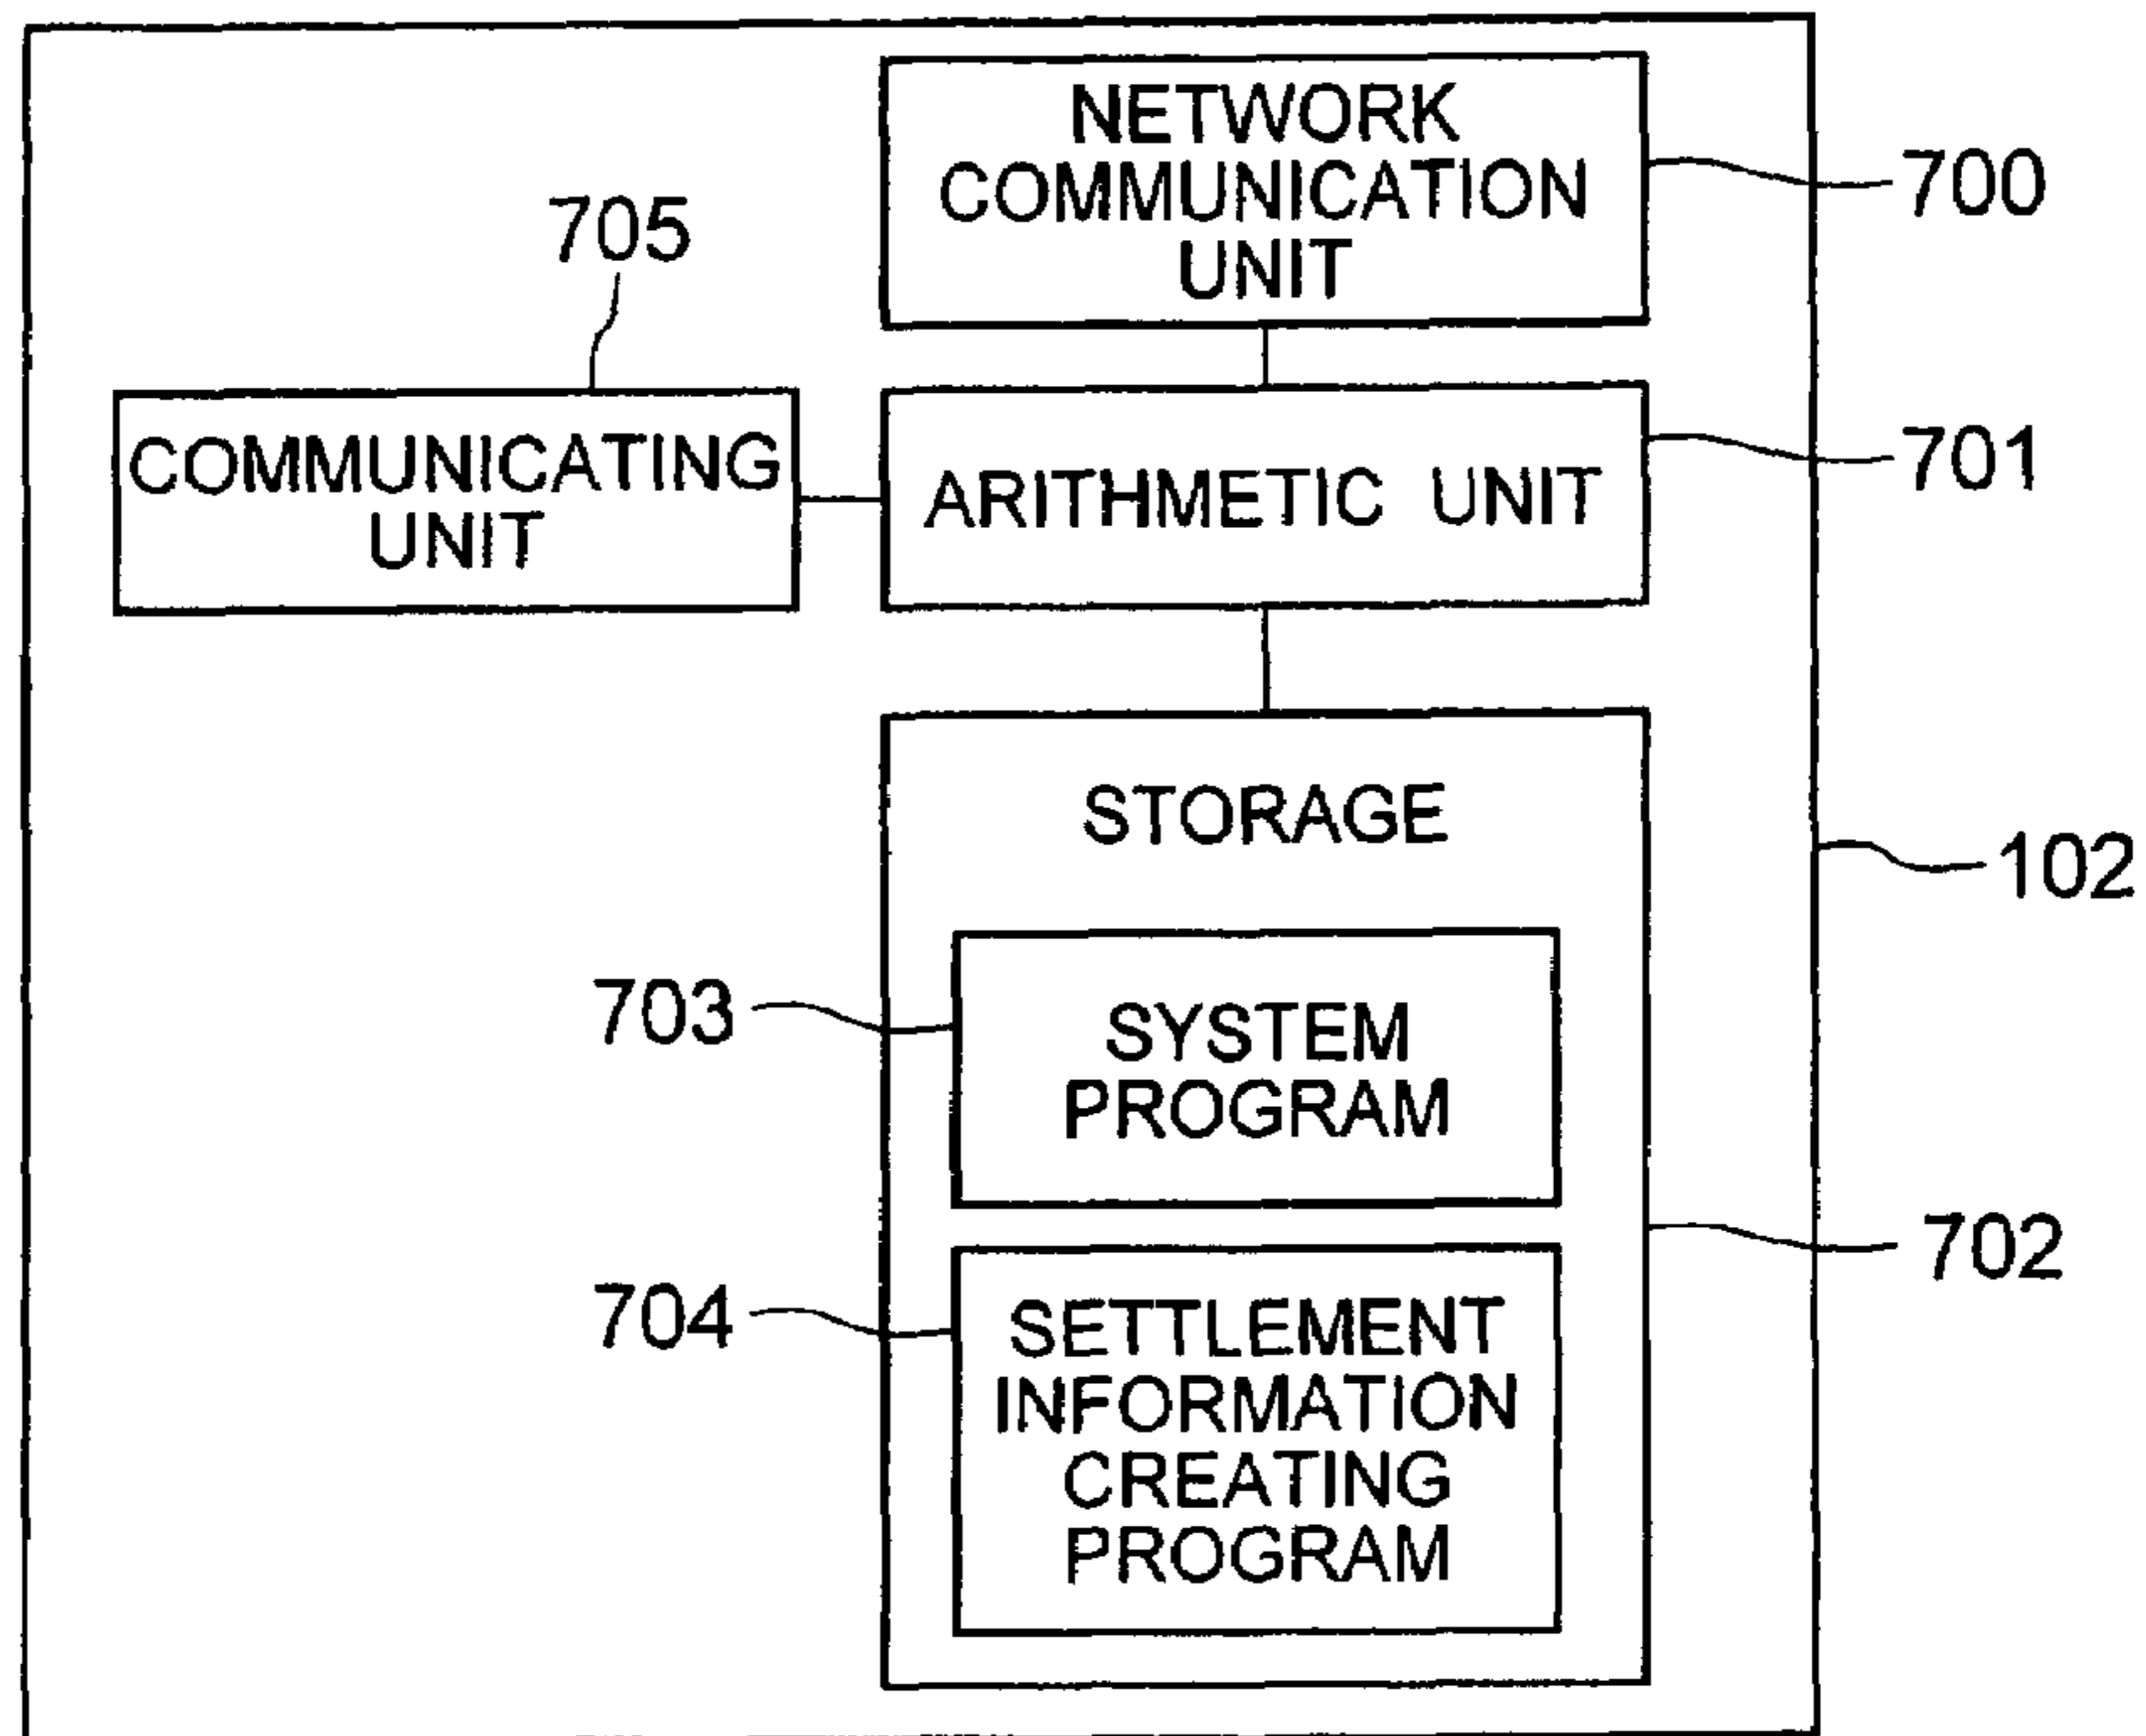 NETWORK
COMMUNICATION
UNIT
700
705
COMMUNICATING
UNIT
ARITHMETIC UNIT
701
STORAGE
102
703
SYSTEM
PROGRAM
702
704
SETTLEMENT
INFORMATION
CREATING
PROGRAM